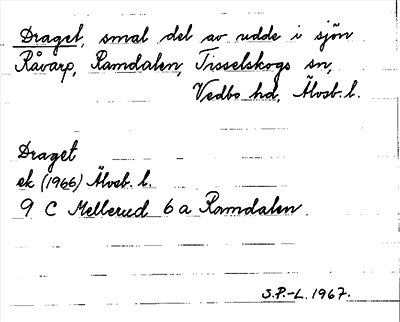 Draget, smal del av udde i sjön
Råvarp, Ramdalen, Tisselskogs sn,
Vedbo hd, Älvsb. l.
Draget
ek (1966) Älvsb. l.
9 C Mellerud 6 a Ramdalen.
S.P.-L. 1967.